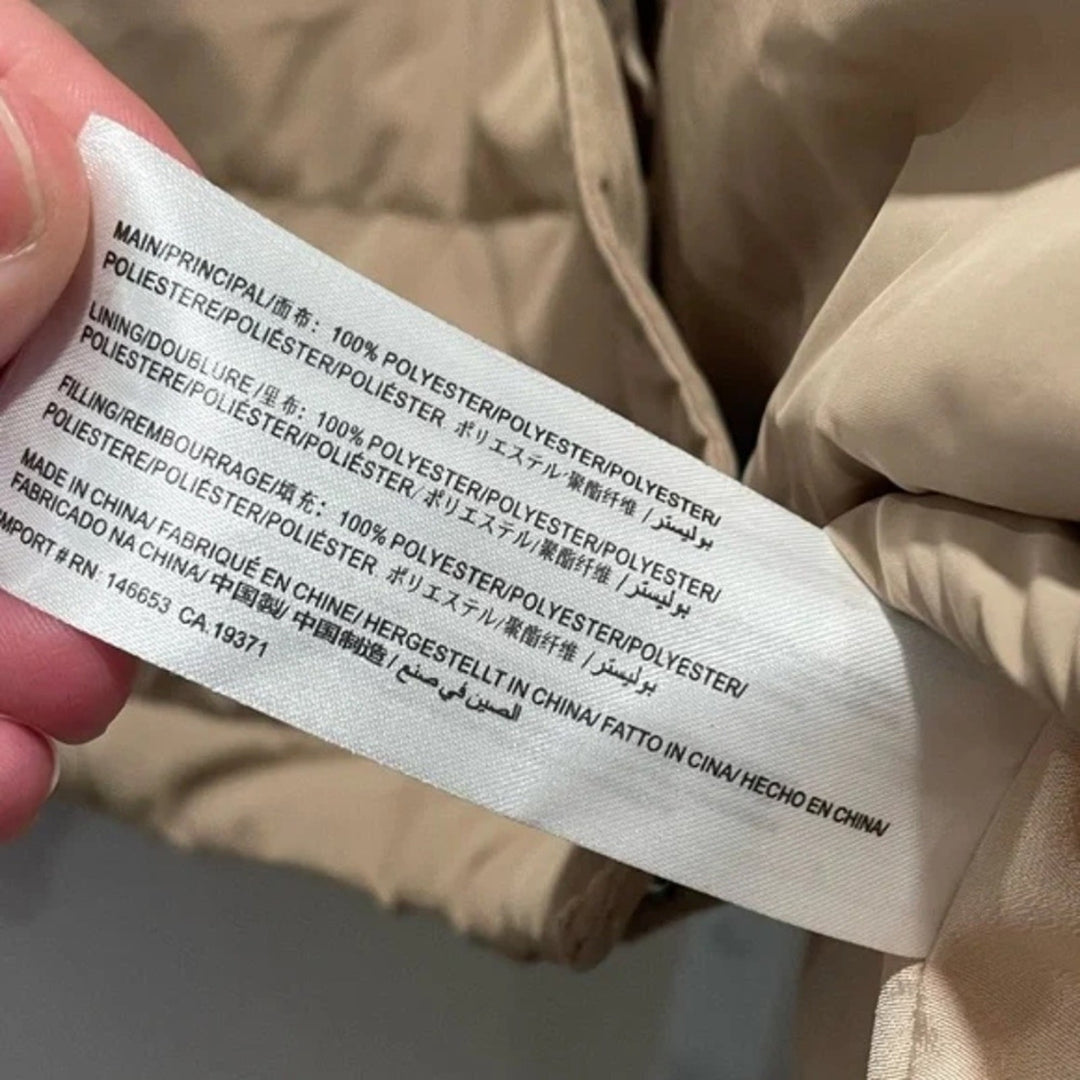 MAIN/PRINCIPAL/面布: 100% POLYESTER/POLYESTER/POLYESTER/
POLIESTERE/POLIÉSTER/POLIÉSTER ポリエステル/聚酯纤维 / بوليستر
LINING/DOUBLURE/里布: 100% POLYESTER/POLYESTER/POLYESTER/
POLIESTERE/POLIÉSTER/POLIÉSTER/ ポリエステル/聚酯纤维 / بوليستر
FILLING/REMBOURRAGE/填充: 100% POLYESTER/POLYESTER/POLYESTER/
POLIESTERE/POLIÉSTER/POLIÉSTER ポリエステル/聚酯纤维 / بوليستر
MADE IN CHINA/ FABRIQUÉ EN CHINE/ HERGESTELLT IN CHINA/ FATTO IN CINA/ HECHO EN CHINA/
FABRICADO NA CHINA/ 中国製/ 中国制造 / الصين في صنع
IMPORT # RN: 146653 CA:19371